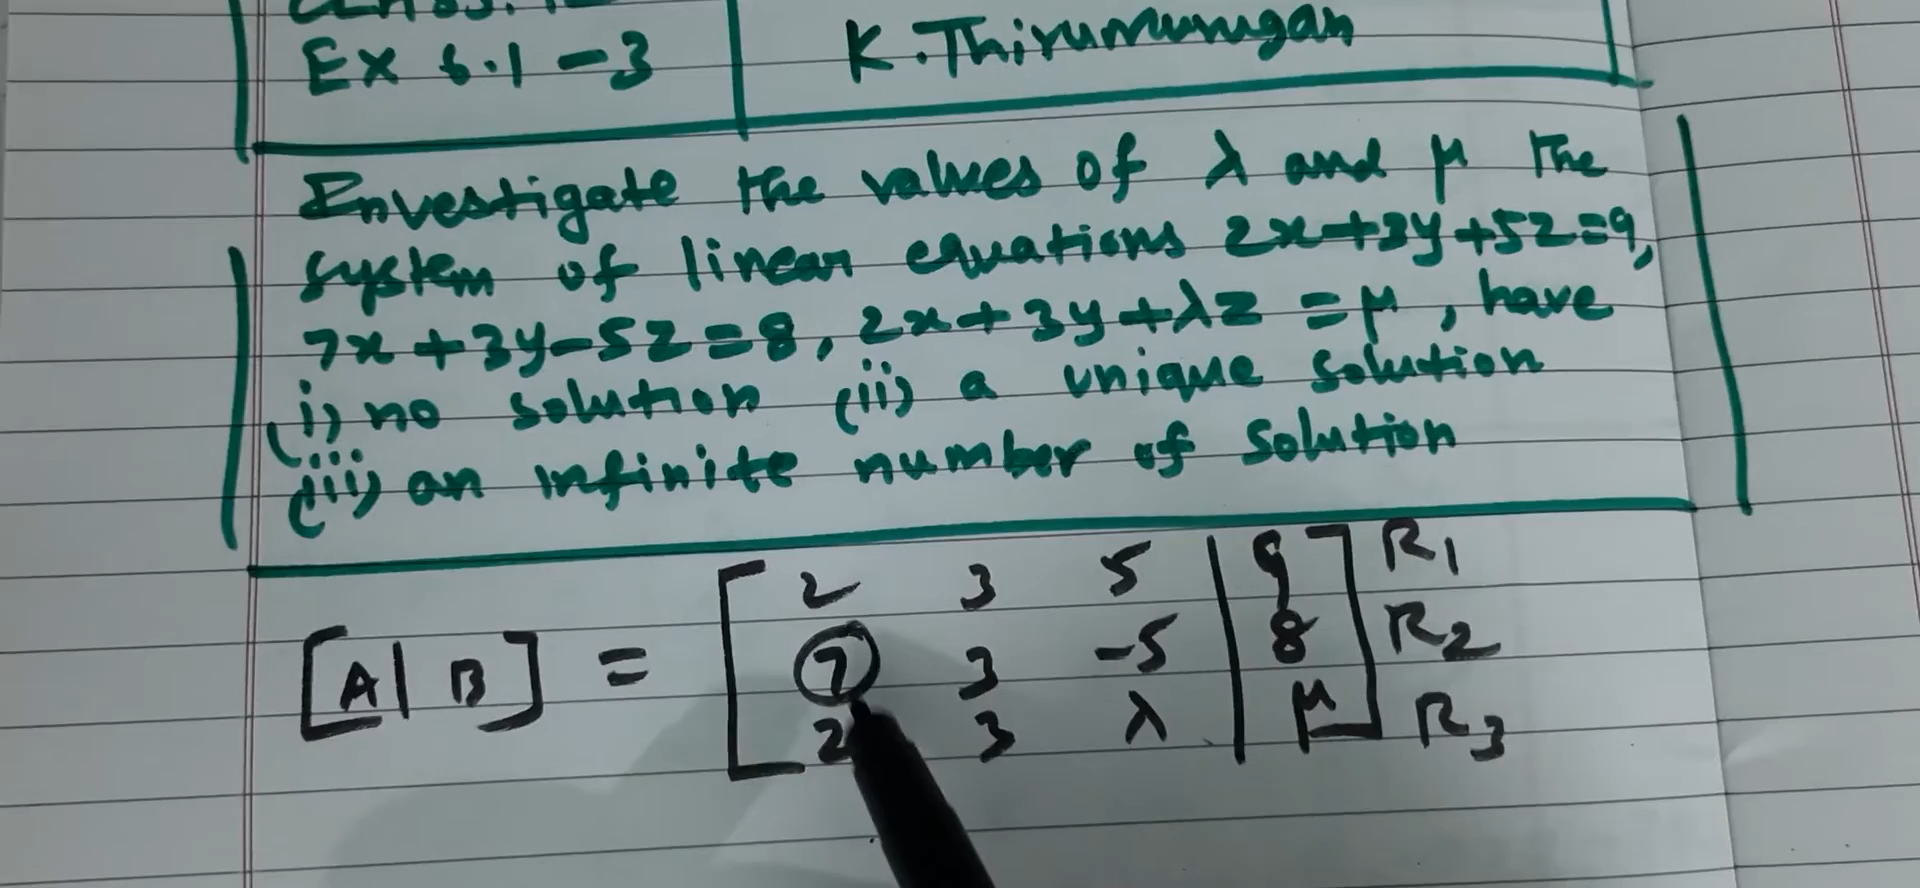 Ex 6.1 - 3
K. Thirumurugan
Investigate the values of λ and μ the
system of linear equations 2x+3y+5z=9,
7x+3y-5z=8, 2x+3y+λz=μ, have
(i) no solution (ii) a unique solution
(iii) an infinite number of solution
2 3 5 | 9 R1
[A|B] = 7 3 -5 | 8 R2
2 3 λ | μ R3